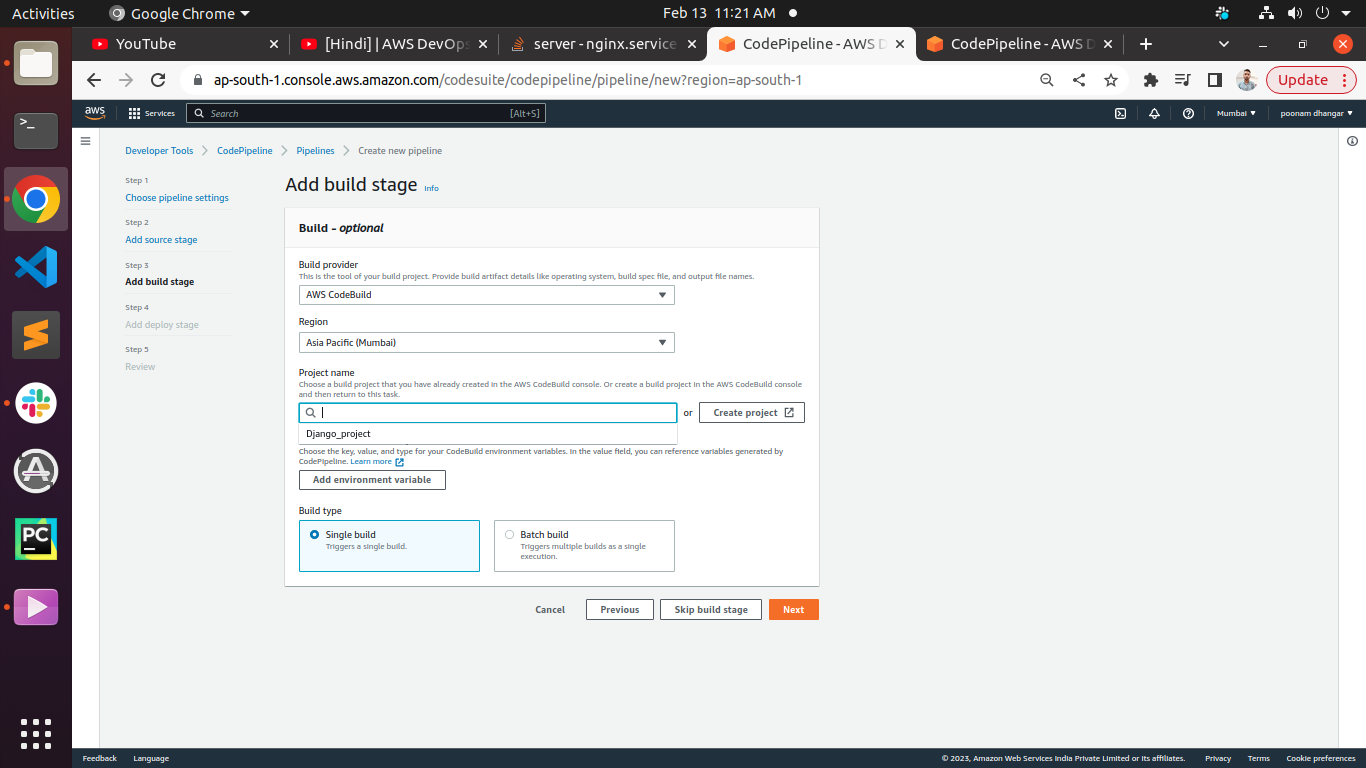 Activities
Google Chrome
Feb 13 11:21 AM
YouTube
[Hindi] | AWS DevOps
server - nginx.service
CodePipeline - AWS D
CodePipeline - AWS D
ap-south-1.console.aws.amazon.com/codesuite/codepipeline/pipeline/new?region=ap-south-1
Update
aws
Services
Search
[Alt+S]
Mumbai
poonam dhangar
Developer Tools
CodePipeline
Pipelines
Create new pipeline
Step 1
Choose pipeline settings
Step 2
Add source stage
Step 3
Add build stage
Step 4
Add deploy stage
Step 5
Review
Add build stage Info
Build - optional
Build provider
This is the tool of your build project. Provide build artifact details like operating system, build spec file, and output file names.
AWS CodeBuild
Region
Asia Pacific (Mumbai)
Project name
Choose a build project that you have already created in the AWS CodeBuild console. Or create a build project in the AWS CodeBuild console
and then return to this task.
or
Create project
Django_project
Choose the key, value, and type for your CodeBuild environment variables. In the value field, you can reference variables generated by
CodePipeline. Learn more
Add environment variable
Build type
Single build
Triggers a single build.
Batch build
Triggers multiple builds as a single
execution.
Cancel
Previous
Skip build stage
Next
PC
Feedback
Language
© 2023, Amazon Web Services India Private Limited or its affiliates.
Privacy
Terms
Cookie preferences